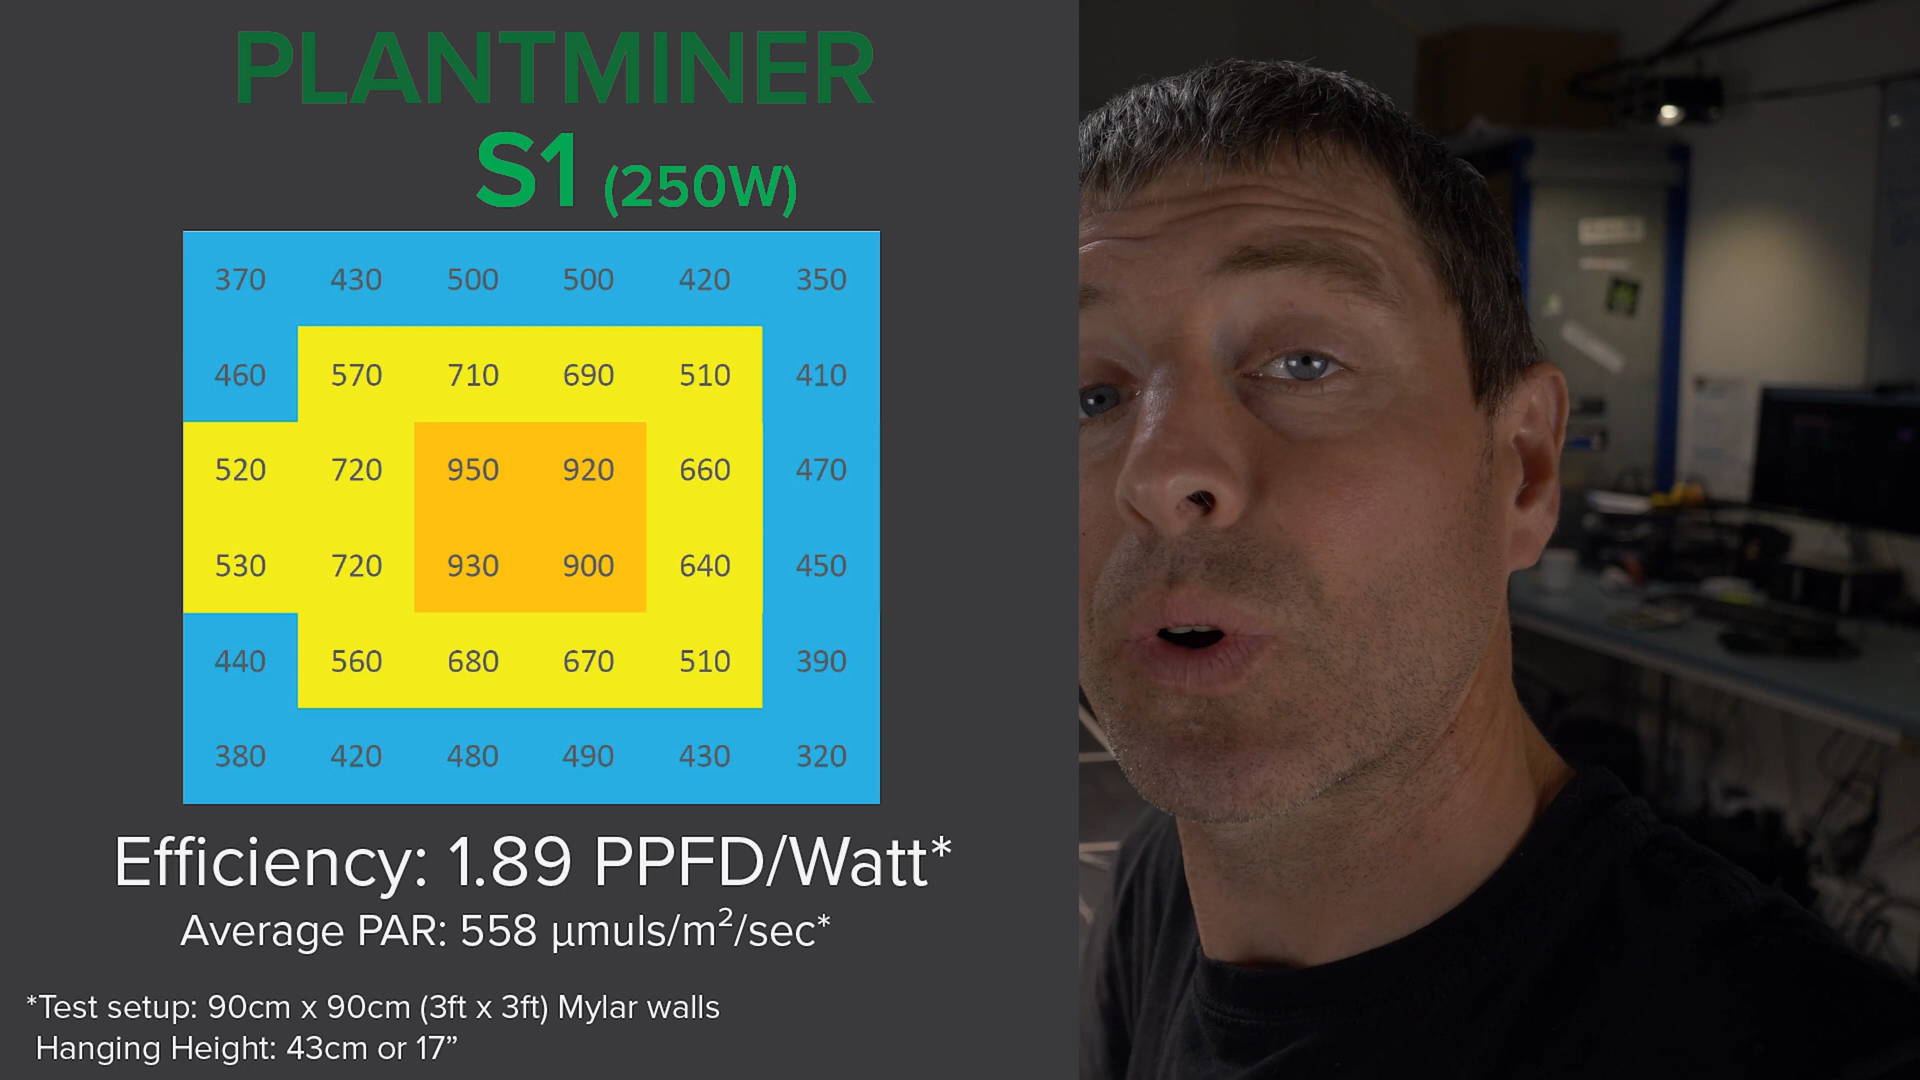 PLANTMINER
S1 (250W)
370 430 500 500 420 350
460 570 710 690 510 410
520 720 950 920 660 470
530 720 930 900 640 450
440 560 680 670 510 390
380 420 480 490 430 320
Efficiency: 1.89 PPFD/Watt*
Average PAR: 558 µmuls/m²/sec*
*Test setup: 90cm x 90cm (3ft x 3ft) Mylar walls
Hanging Height: 43cm or 17”